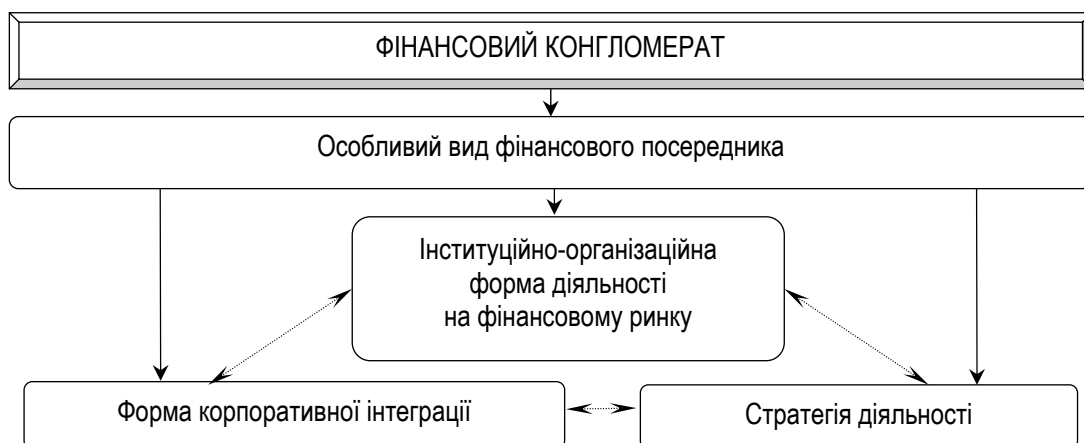 ФІНАНСОВИЙ КОНГЛОМЕРАТ
Особливий вид фінансового посередника
Інституційно-організаційна
форма діяльності
на фінансовому ринку
Форма корпоративної інтеграції
Стратегія діяльності